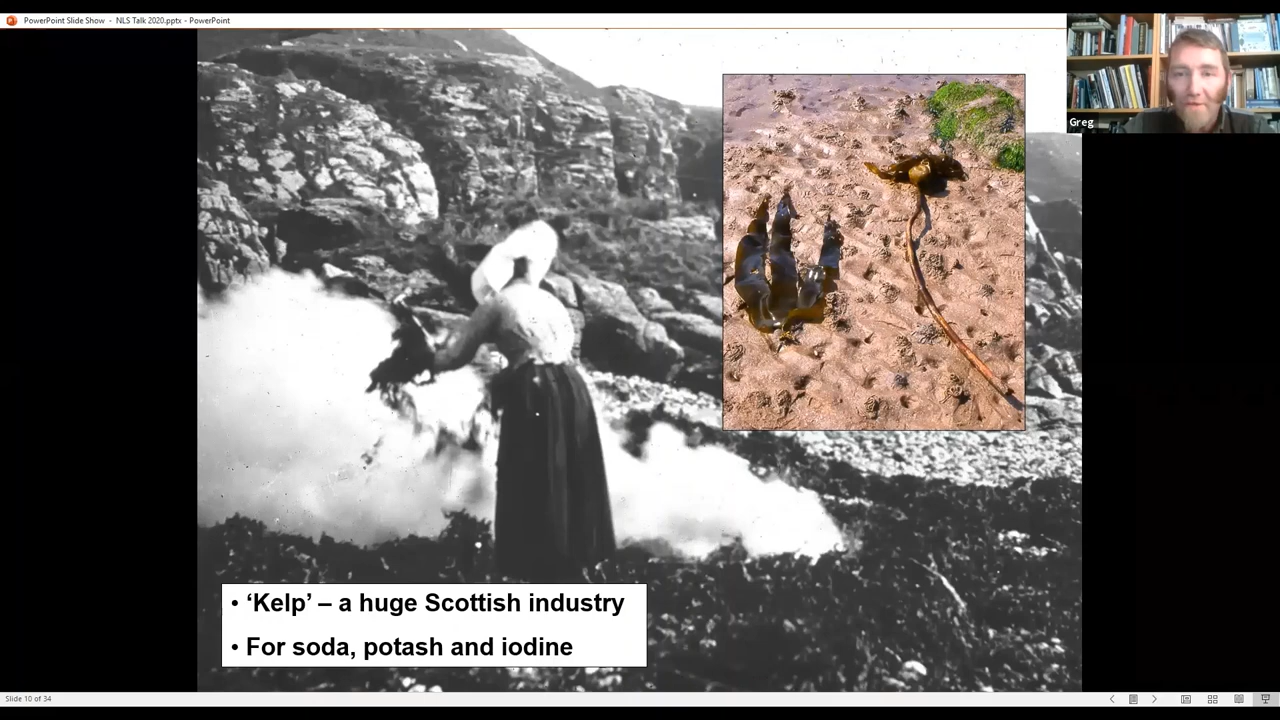 PowerPoint Slide Show - NLS Talk 2020.pptx - PowerPoint
Greg
• ‘Kelp’ – a huge Scottish industry
• For soda, potash and iodine
Slide 10 of 34